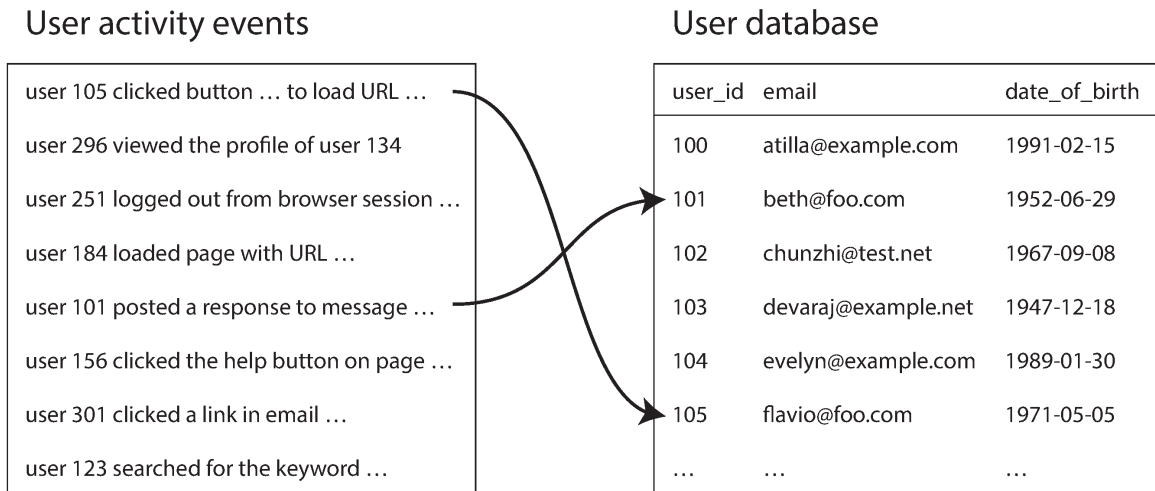 User activity events
user 105 clicked button … to load URL …
user 296 viewed the profile of user 134
user 251 logged out from browser session …
user 184 loaded page with URL …
user 101 posted a response to message …
user 156 clicked the help button on page …
user 301 clicked a link in email …
user 123 searched for the keyword …
User database
user_id email date_of_birth
100 atilla@example.com 1991-02-15
101 beth@foo.com 1952-06-29
102 chunzhi@test.net 1967-09-08
103 devaraj@example.net 1947-12-18
104 evelyn@example.com 1989-01-30
105 flavio@foo.com 1971-05-05
… … …